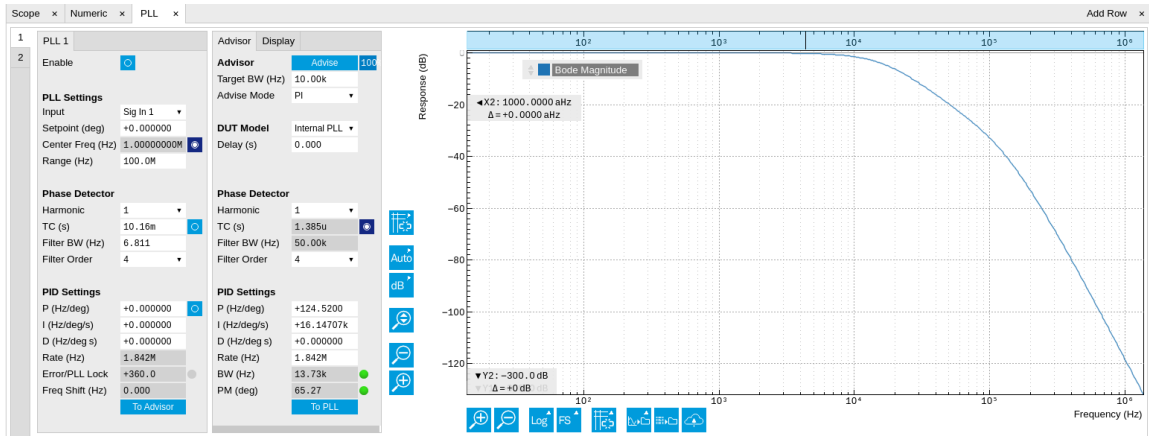 Scope × Numeric × PLL × Add Row ×
1
2
PLL 1
Enable
PLL Settings
Input Sig In 1
Setpoint (deg) +0.000000
Center Freq (Hz) 1.00000000M
Range (Hz) 100.0M
Phase Detector
Harmonic 1
TC (s) 10.16m
Filter BW (Hz) 6.811
Filter Order 4
PID Settings
P (Hz/deg) +0.000000
I (Hz/deg/s) +0.000000
D (Hz/deg s) +0.000000
Rate (Hz) 1.842M
Error/PLL Lock +360.0
Freq Shift (Hz) 0.000
To Advisor
Advisor Display
Advisor Advise 100
Target BW (Hz) 10.00k
Advise Mode PI
DUT Model Internal PLL
Delay (s) 0.000
Phase Detector
Harmonic 1
TC (s) 1.385u
Filter BW (Hz) 50.00k
Filter Order 4
PID Settings
P (Hz/deg) +124.5200
I (Hz/deg/s) +16.14707k
D (Hz/deg s) +0.000000
Rate (Hz) 1.842M
BW (Hz) 13.73k
PM (deg) 65.27
To PLL
Auto
dB
10² 10³ 10⁴ 10⁵ 10⁶
Response (dB)
Bode Magnitude
◄X2: 1000.0000 aHz
Δ = +0.0000 aHz
−20
−40
−60
−80
−100
−120
▼Y2: −300.0 dB
Δ = +0 dB
10² 10³ 10⁴ 10⁵ 10⁶
Frequency (Hz)
Log FS